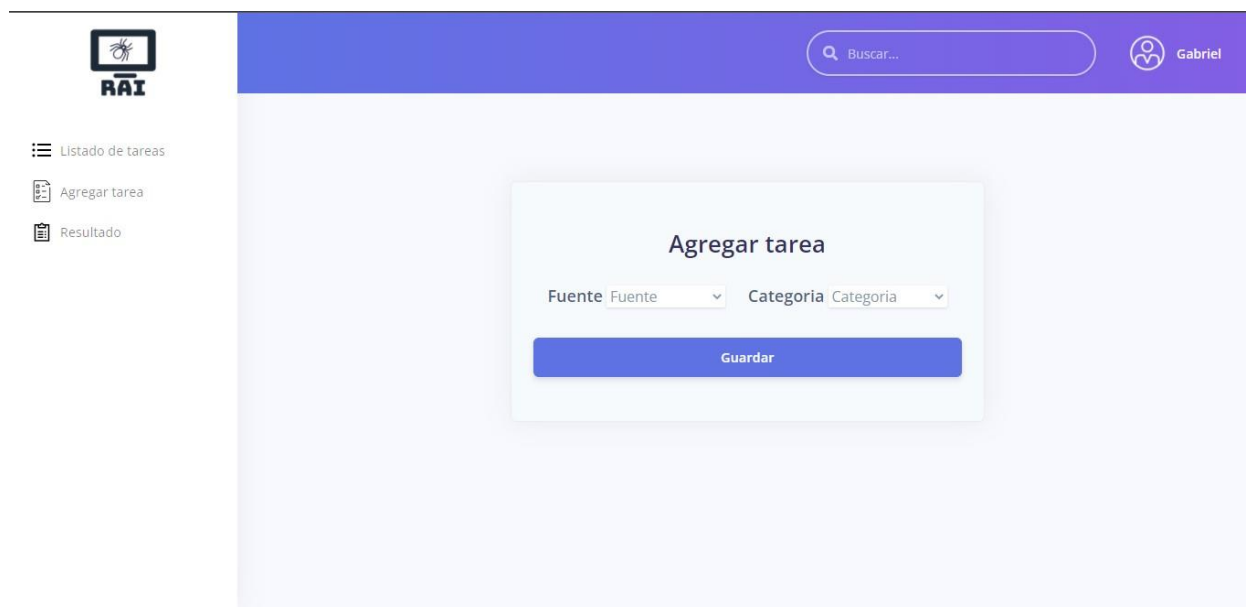 RAI
Buscar...
Gabriel
Listado de tareas
Agregar tarea
Resultado
Agregar tarea
Fuente Fuente Categoria Categoria
Guardar